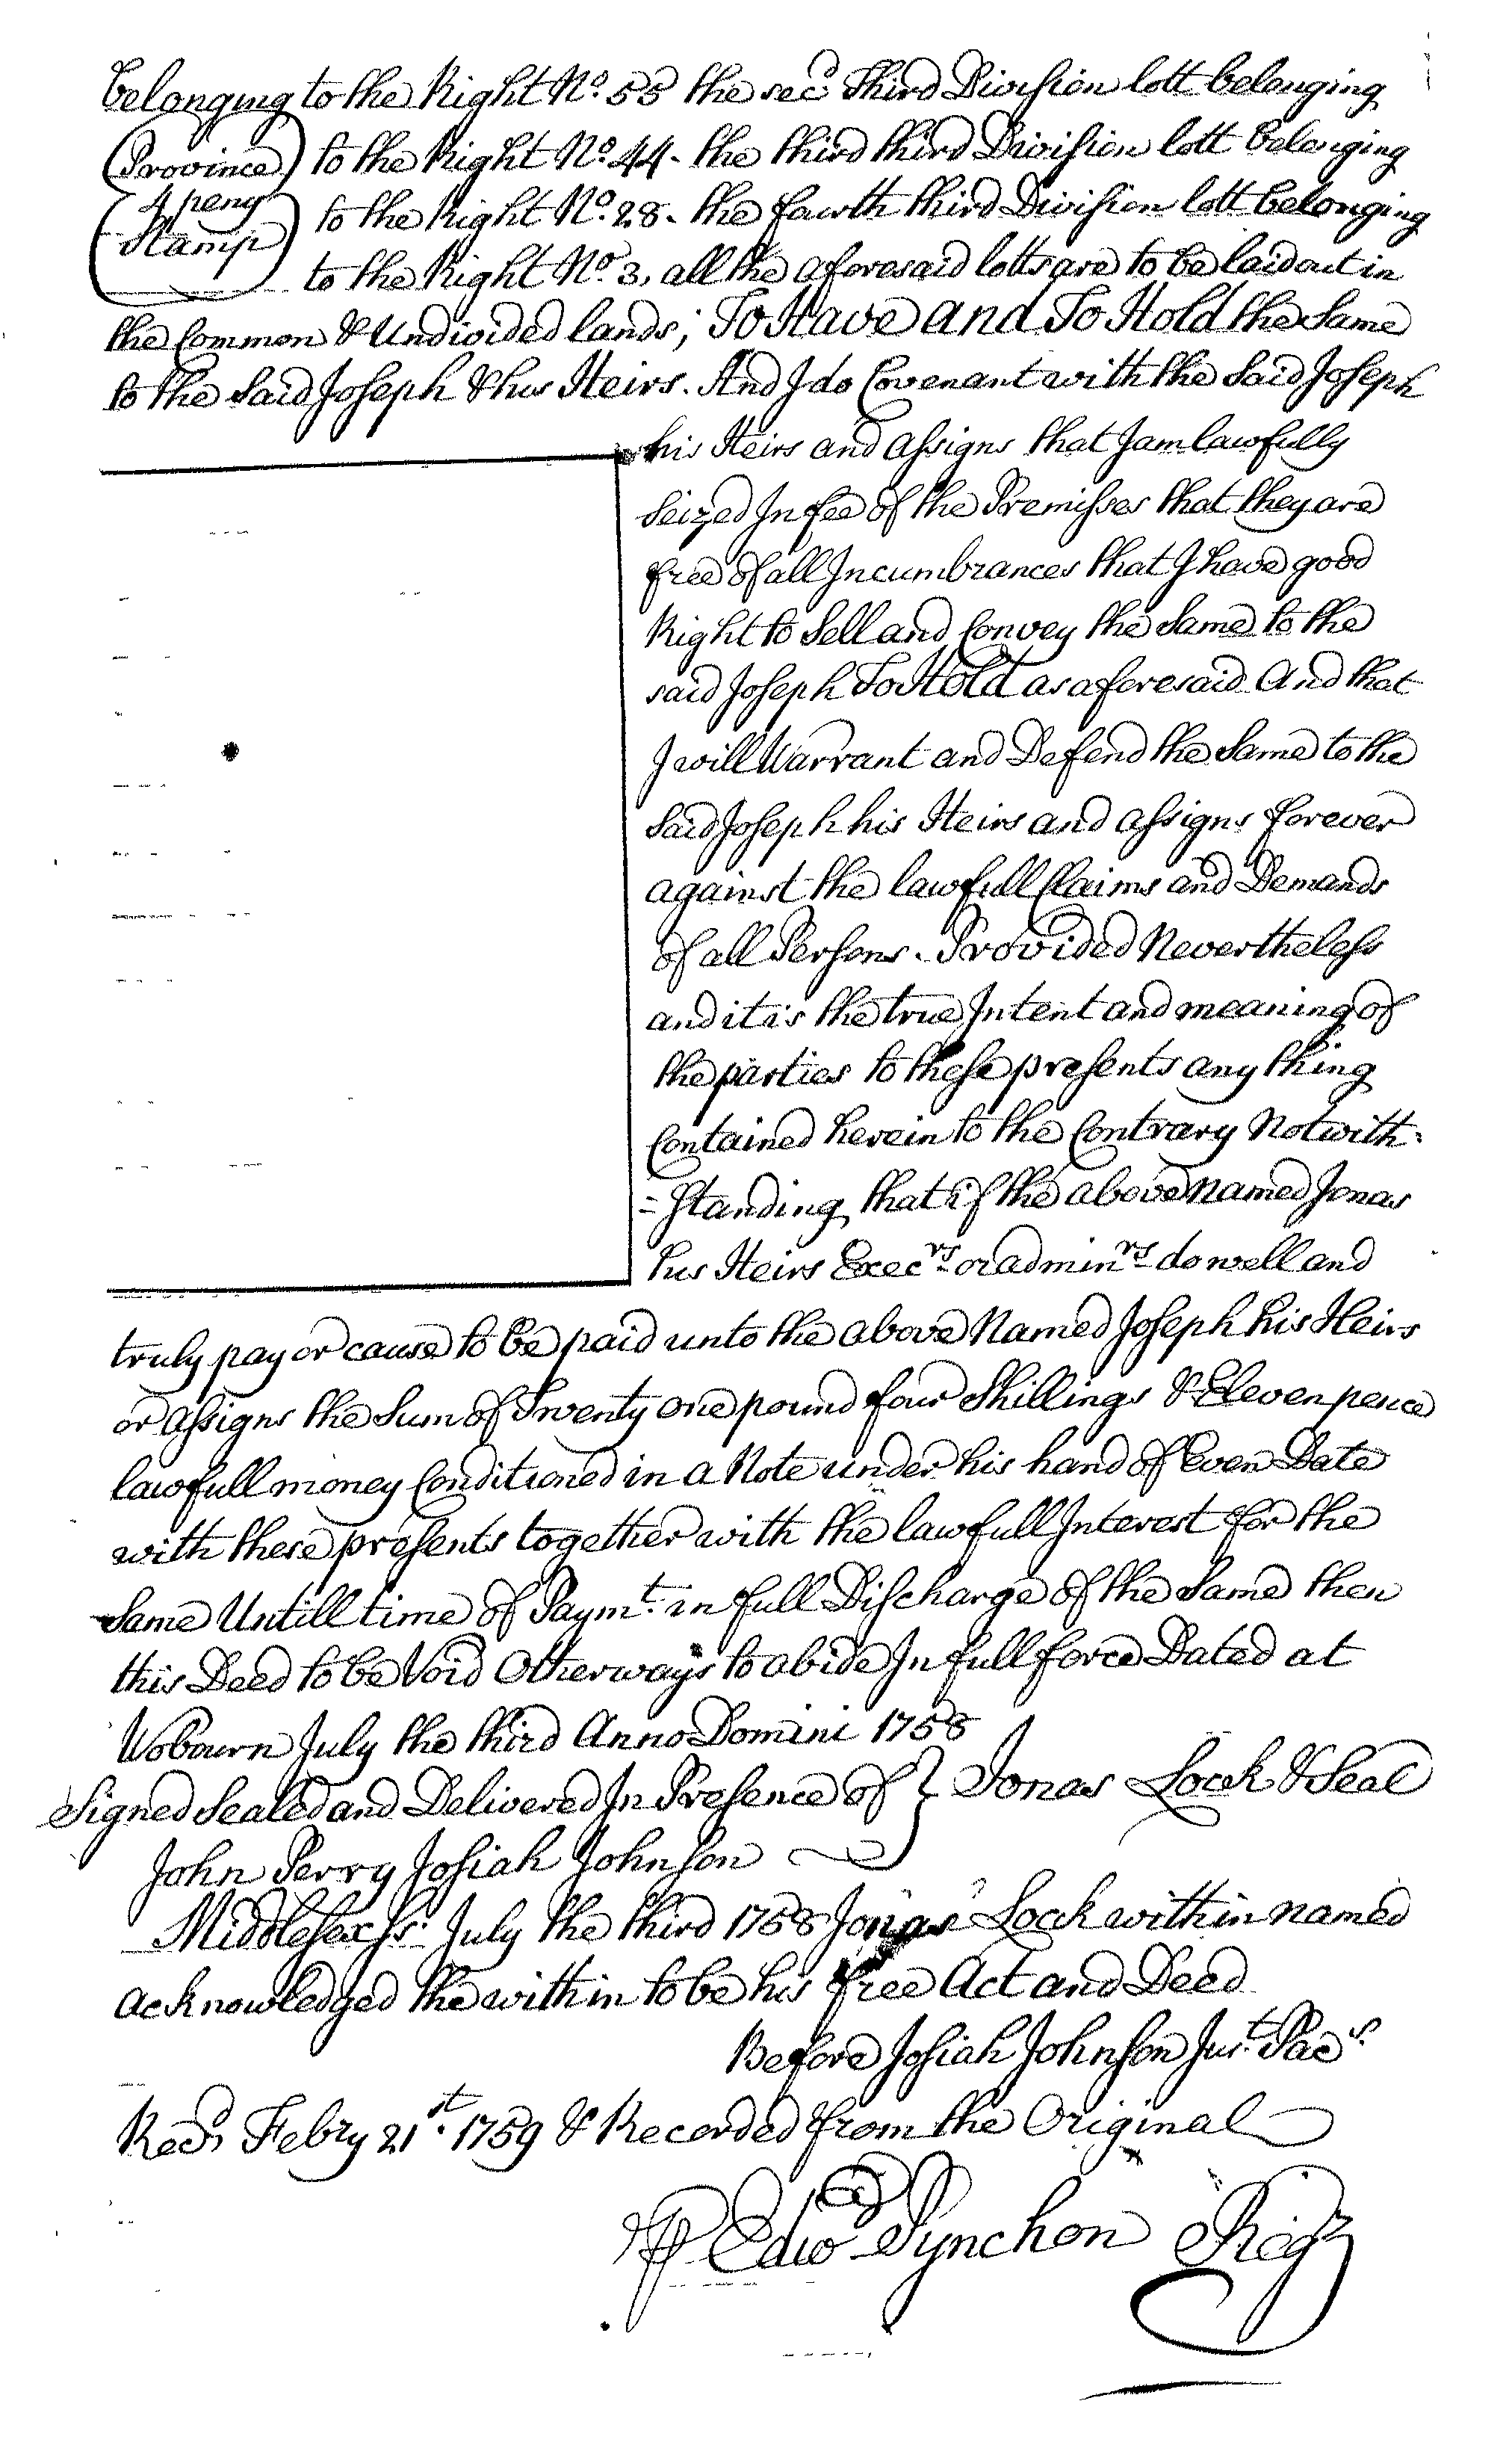 belonging to the Right No. 55 the secd. third Division lott belonging
(Province) to the Right No. 44. the third third Division lott belonging
(4 peny to the Right No. 28. the fowrth third Division lott belonging
Stamp) to the Right No. 3, all the aforesaid lotts are to be laid out in
the Common & Undivided lands; To Have and To Hold the Same
to the Said Joseph & his Heirs. And I do Covenant with the Said Joseph
his Heirs and Assigns that I am lawfully
Seized In fee of the Premisses that they are
free of all Incumbrances that I have good
Right to Sell and Convey the Same to the
said Joseph To Hold as aforesaid And that
I will Warrant and Defend the Same to the
Said Joseph his Heirs and Assigns forever
against the lawfull Claims and Demands
of all Persons. Provided Nevertheless
and it is the true Intent and meaning of
the parties to these presents any thing
Contained herein to the Contrary Notwith=
=standing that if the above named Jonas
his Heirs Execrs. or adminrs. do well and
truly pay or cause to be paid unto the above Named Joseph his Heirs
or Assigns the Sum of Twenty one pound four Shillings & Eleven pence
lawfull money Conditioned in a Note under his hand of Even Date
with these presents together with the lawfull Interest for the
Same Untill time of Paymt. in full Discharge of the Same then
this Deed to be Void Otherways to abide In full force Dated at
Wobourn July the third Anno Domini 1758
Signed Sealed and Delivered In Presence of } Jonas Lock & Seal
John Perry Josiah Johnson
Middlesex ss. July the third 1758 Jonas Lock within named
acknowledged the within to be his free Act and Deed
Before Josiah Johnson Just. Pacs.
Recd. Febry 21st. 1759 & Recorded from the Original
P Edwd Pynchon Regr